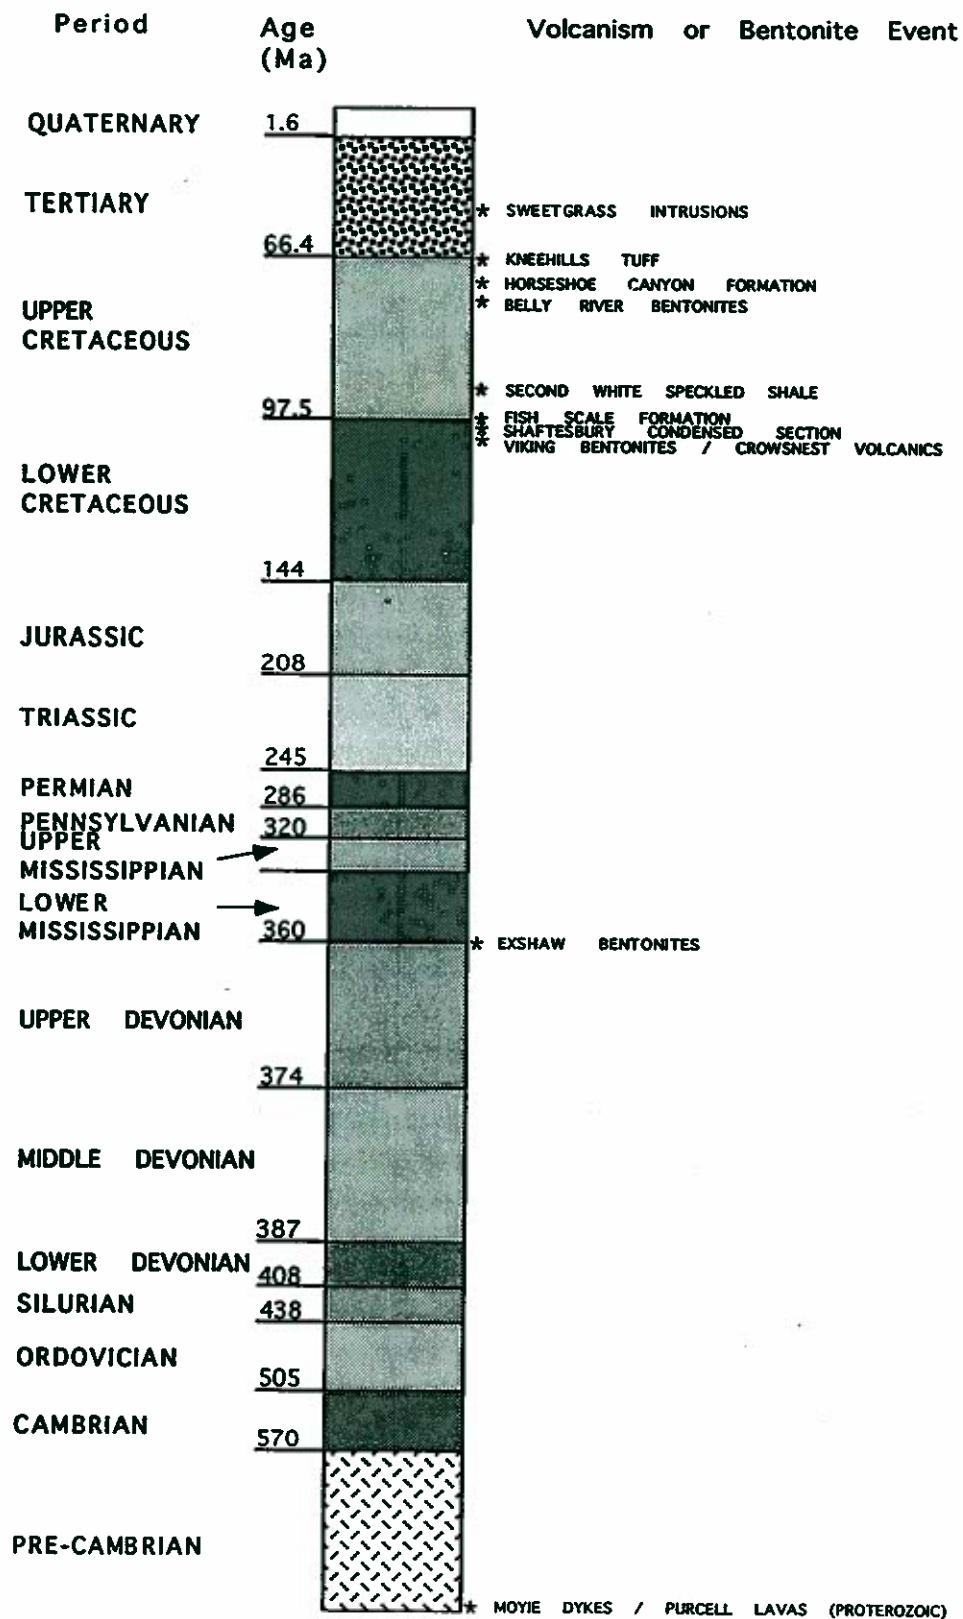 Period Age (Ma) Volcanism or Bentonite Event
QUATERNARY 1.6
TERTIARY
* SWEETGRASS INTRUSIONS
66.4
* KNEEHILLS TUFF
* HORSESHOE CANYON FORMATION
* BELLY RIVER BENTONITES
UPPER
CRETACEOUS
* SECOND WHITE SPECKLED SHALE
97.5
* FISH SCALE FORMATION
* SHAFTESBURY CONDENSED SECTION
* VIKING BENTONITES / CROWSNEST VOLCANICS
LOWER
CRETACEOUS
144
JURASSIC
208
TRIASSIC
245
PERMIAN
286
PENNSYLVANIAN
320
UPPER
MISSISSIPPIAN
LOWER
MISSISSIPPIAN
360
* EXSHAW BENTONITES
UPPER DEVONIAN
374
MIDDLE DEVONIAN
387
LOWER DEVONIAN
408
SILURIAN
438
ORDOVICIAN
505
CAMBRIAN
570
PRE-CAMBRIAN
* MOYIE DYKES / PURCELL LAVAS (PROTEROZOIC)